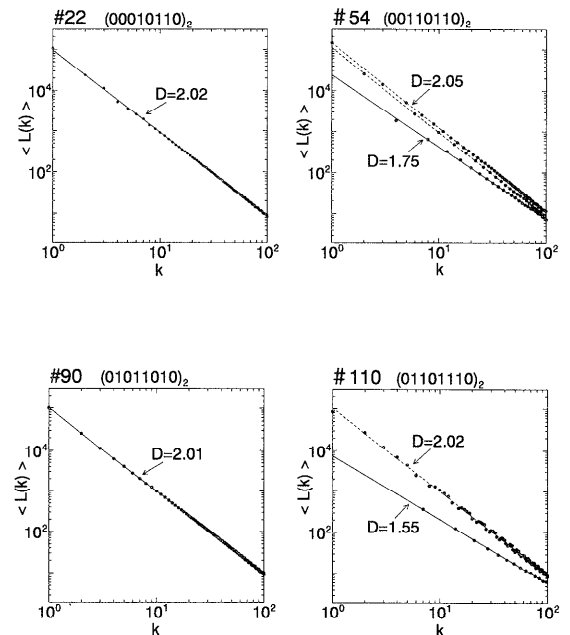 #22 (00010110)₂
10⁴
10²
< L(k) >
D=2.02
10⁰ 10¹ 10²
k
#54 (00110110)₂
10⁴
10²
< L(k) >
D=2.05
D=1.75
10⁰ 10¹ 10²
k
#90 (01011010)₂
10⁴
10²
< L(k) >
D=2.01
10⁰ 10¹ 10²
k
#110 (01101110)₂
10⁴
10²
< L(k) >
D=2.02
D=1.55
10⁰ 10¹ 10²
k